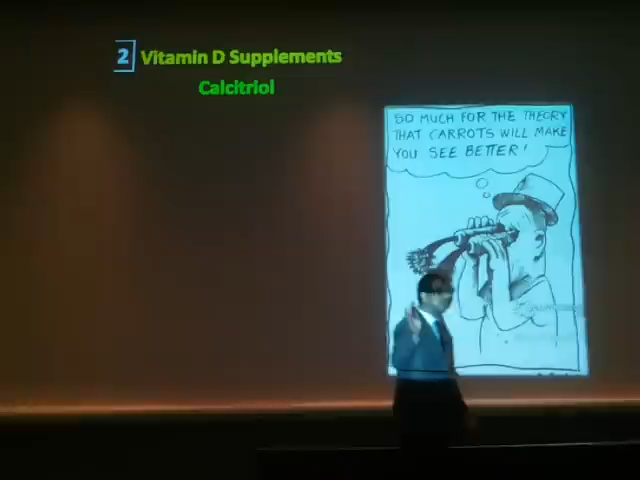 2 Vitamin D Supplements
Calcitriol
SO MUCH FOR THE THEORY
THAT CARROTS WILL MAKE
YOU SEE BETTER!